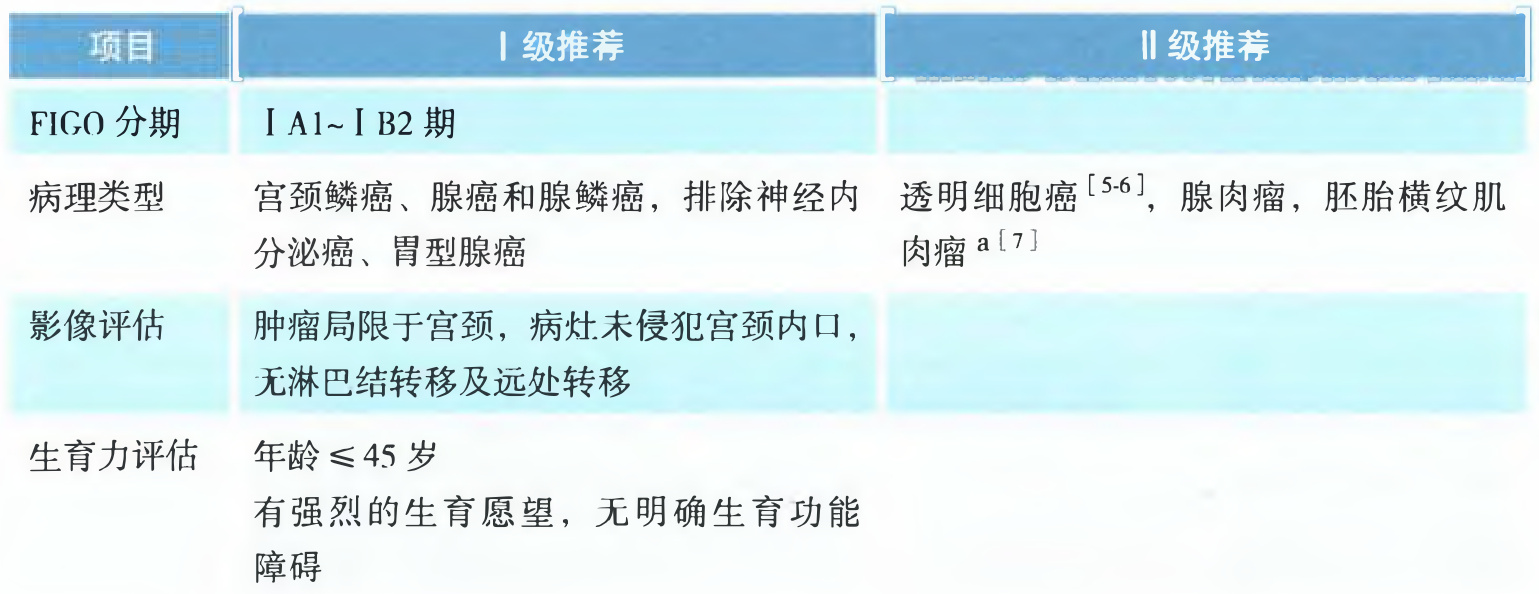 项目 Ⅰ级推荐 Ⅱ级推荐
FIGO 分期 ⅠA1~ⅠB2 期
病理类型 宫颈鳞癌、腺癌和腺鳞癌，排除神经内 透明细胞癌[5-6]，腺肉瘤，胚胎横纹肌
分泌癌、胃型腺癌 肉瘤 a[7]
影像评估 肿瘤局限于宫颈，病灶未侵犯宫颈内口，
无淋巴结转移及远处转移
生育力评估 年龄≤45 岁
有强烈的生育愿望，无明确生育功能
障碍